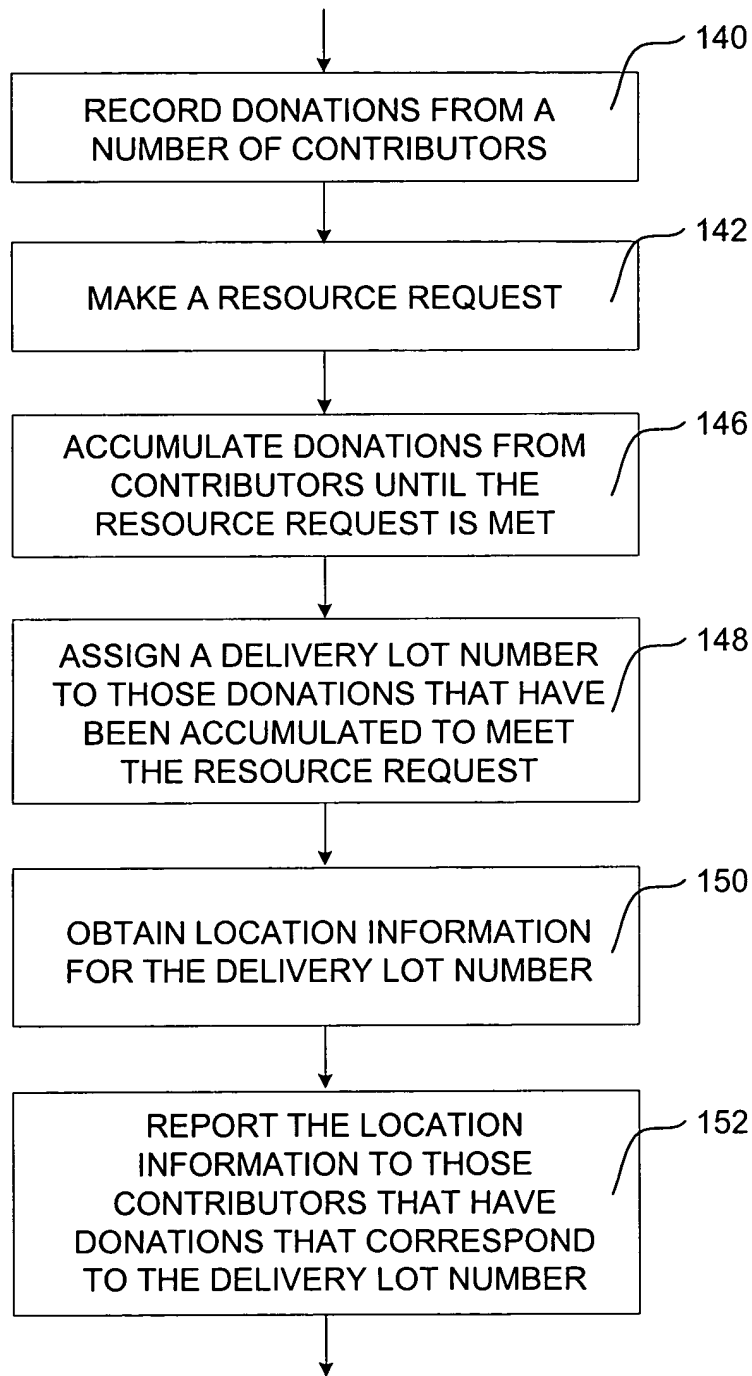 140
RECORD DONATIONS FROM A
NUMBER OF CONTRIBUTORS
142
MAKE A RESOURCE REQUEST
146
ACCUMULATE DONATIONS FROM
CONTRIBUTORS UNTIL THE
RESOURCE REQUEST IS MET
148
ASSIGN A DELIVERY LOT NUMBER
TO THOSE DONATIONS THAT HAVE
BEEN ACCUMULATED TO MEET
THE RESOURCE REQUEST
150
OBTAIN LOCATION INFORMATION
FOR THE DELIVERY LOT NUMBER
152
REPORT THE LOCATION
INFORMATION TO THOSE
CONTRIBUTORS THAT HAVE
DONATIONS THAT CORRESPOND
TO THE DELIVERY LOT NUMBER